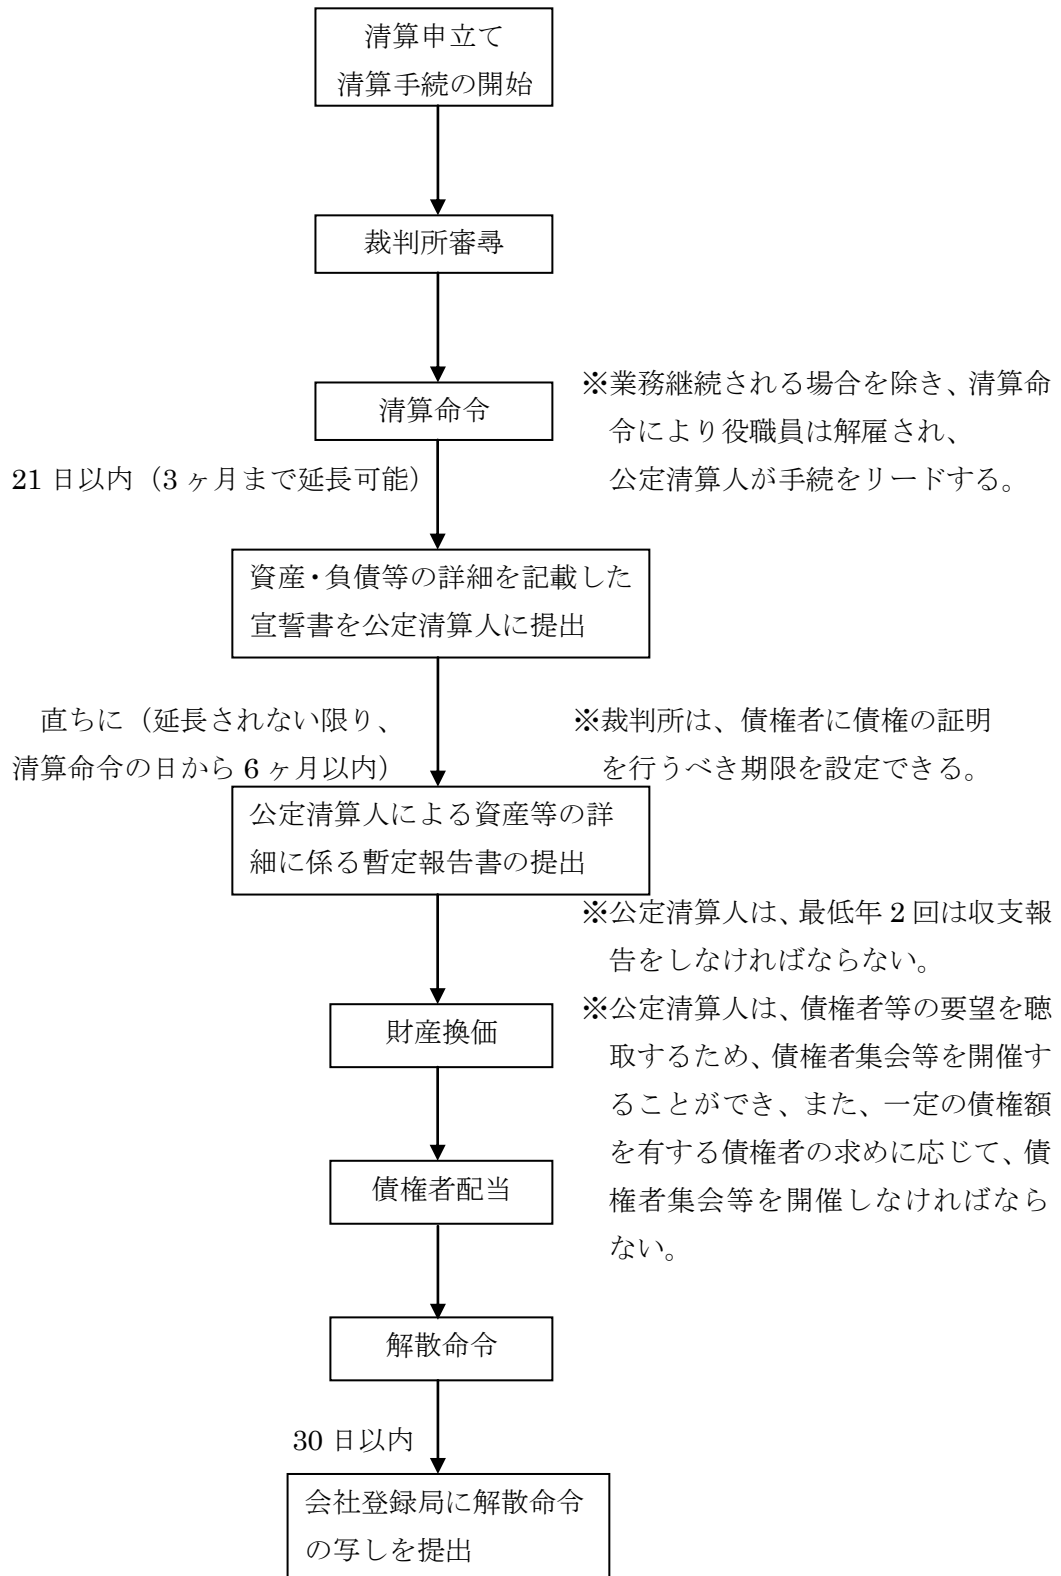 清算申立て
清算手続の開始
裁判所審尋
清算命令
※業務継続される場合を除き、清算命
令により役職員は解雇され、
公定清算人が手続をリードする。
21 日以内（3 ヶ月まで延長可能）
資産・負債等の詳細を記載した
宣誓書を公定清算人に提出
直ちに（延長されない限り、
清算命令の日から 6 ヶ月以内）
※裁判所は、債権者に債権の証明
を行うべき期限を設定できる。
公定清算人による資産等の詳
細に係る暫定報告書の提出
※公定清算人は、最低年 2 回は収支報
告をしなければならない。
※公定清算人は、債権者等の要望を聴
取するため、債権者集会等を開催す
ることができ、また、一定の債権額
を有する債権者の求めに応じて、債
権者集会等を開催しなければなら
ない。
財産換価
債権者配当
解散命令
30 日以内
会社登録局に解散命令
の写しを提出